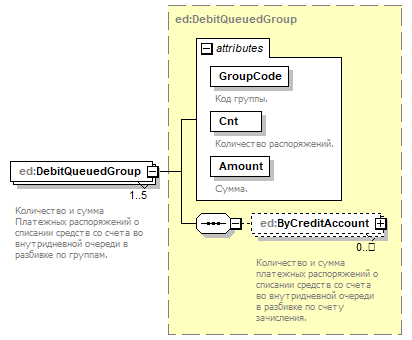 ed:DebitQueuedGroup
attributes
GroupCode
Код группы.
Cnt
Количество распоряжений.
Amount
Сумма.
ed:DebitQueuedGroup
1..5
Количество и сумма
Платежных распоряжений о
списании средств со счета во
внутридневной очереди в
разбивке по группам.
ed:ByCreditAccount
0..□
Количество и сумма
платежных распоряжений о
списании средств со счета
во внутридневной очереди
в разбивке по счету
зачисления.